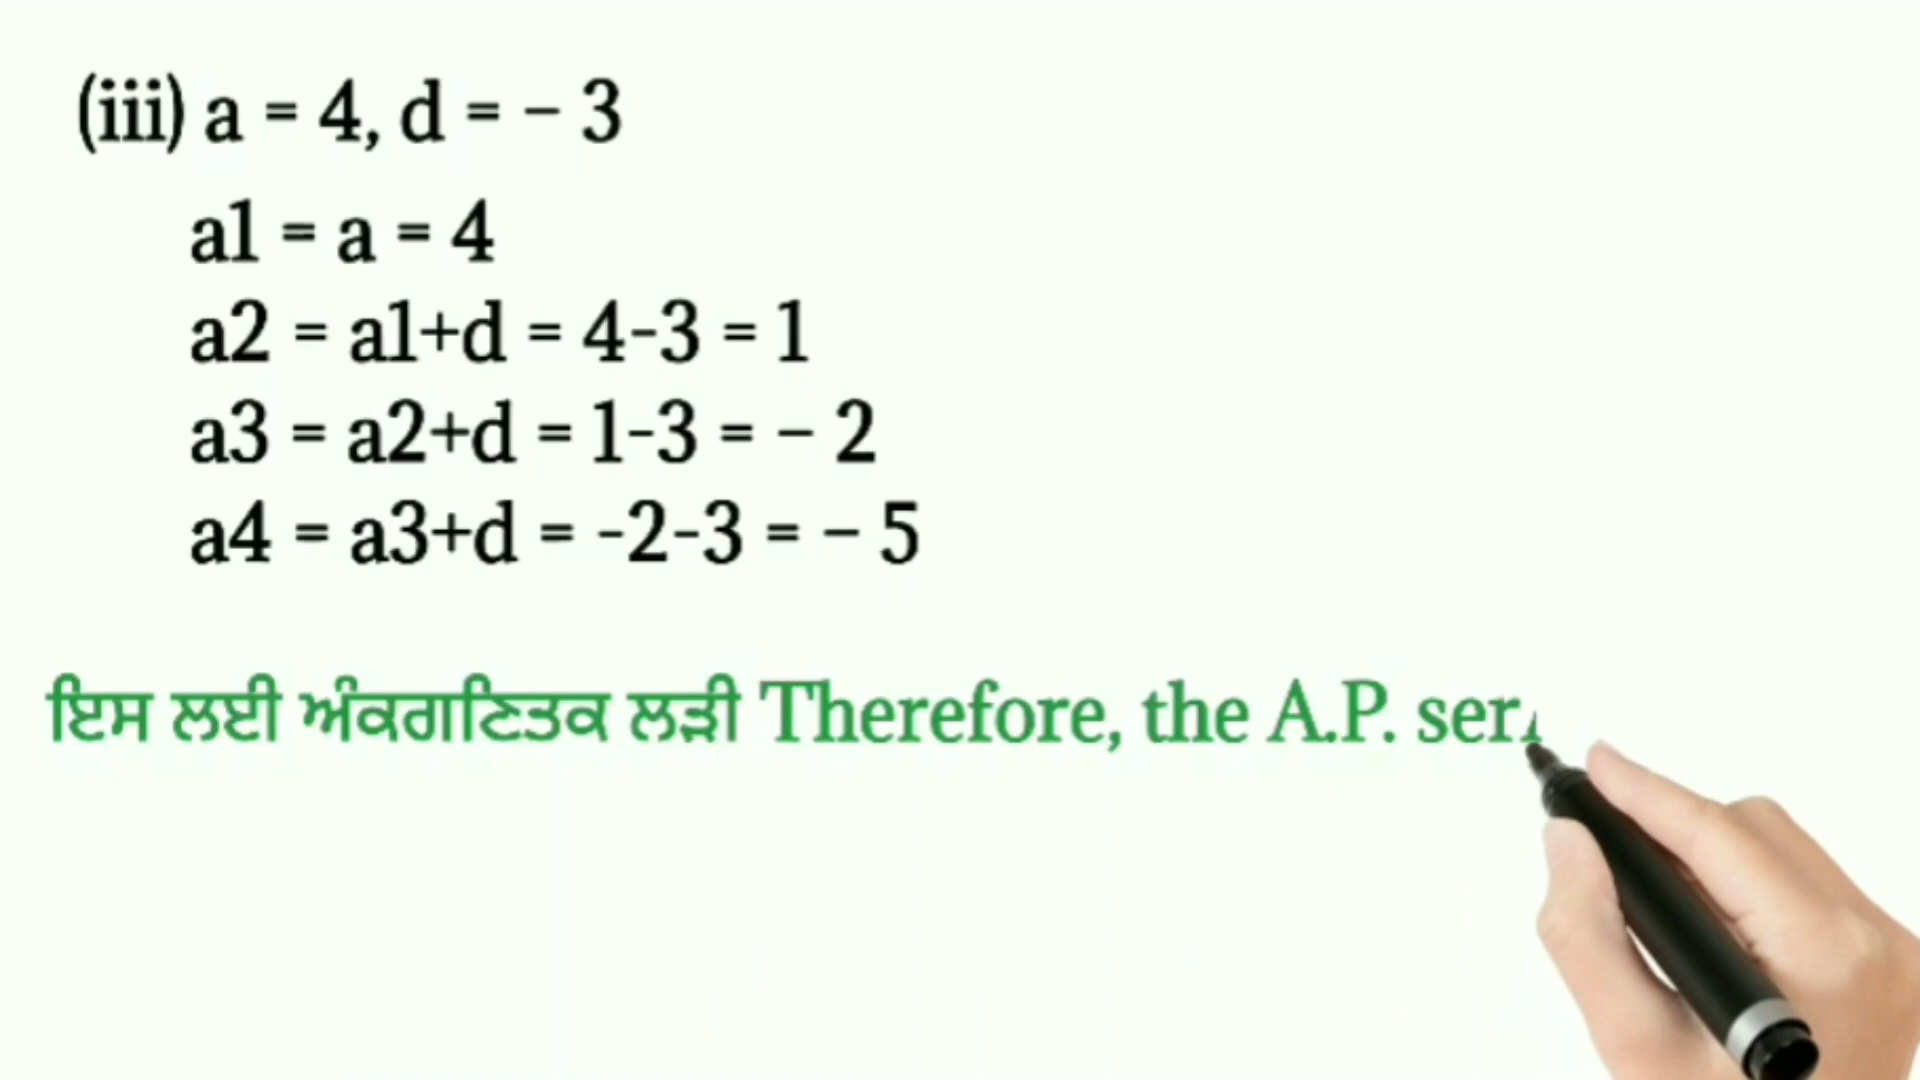 (iii) a = 4, d = − 3
a1 = a = 4
a2 = a1+d = 4-3 = 1
a3 = a2+d = 1-3 = − 2
a4 = a3+d = -2-3 = − 5
ਇਸ ਲਈ ਅੰਕਗਣਿਤਕ ਲੜੀ Therefore, the A.P. ser